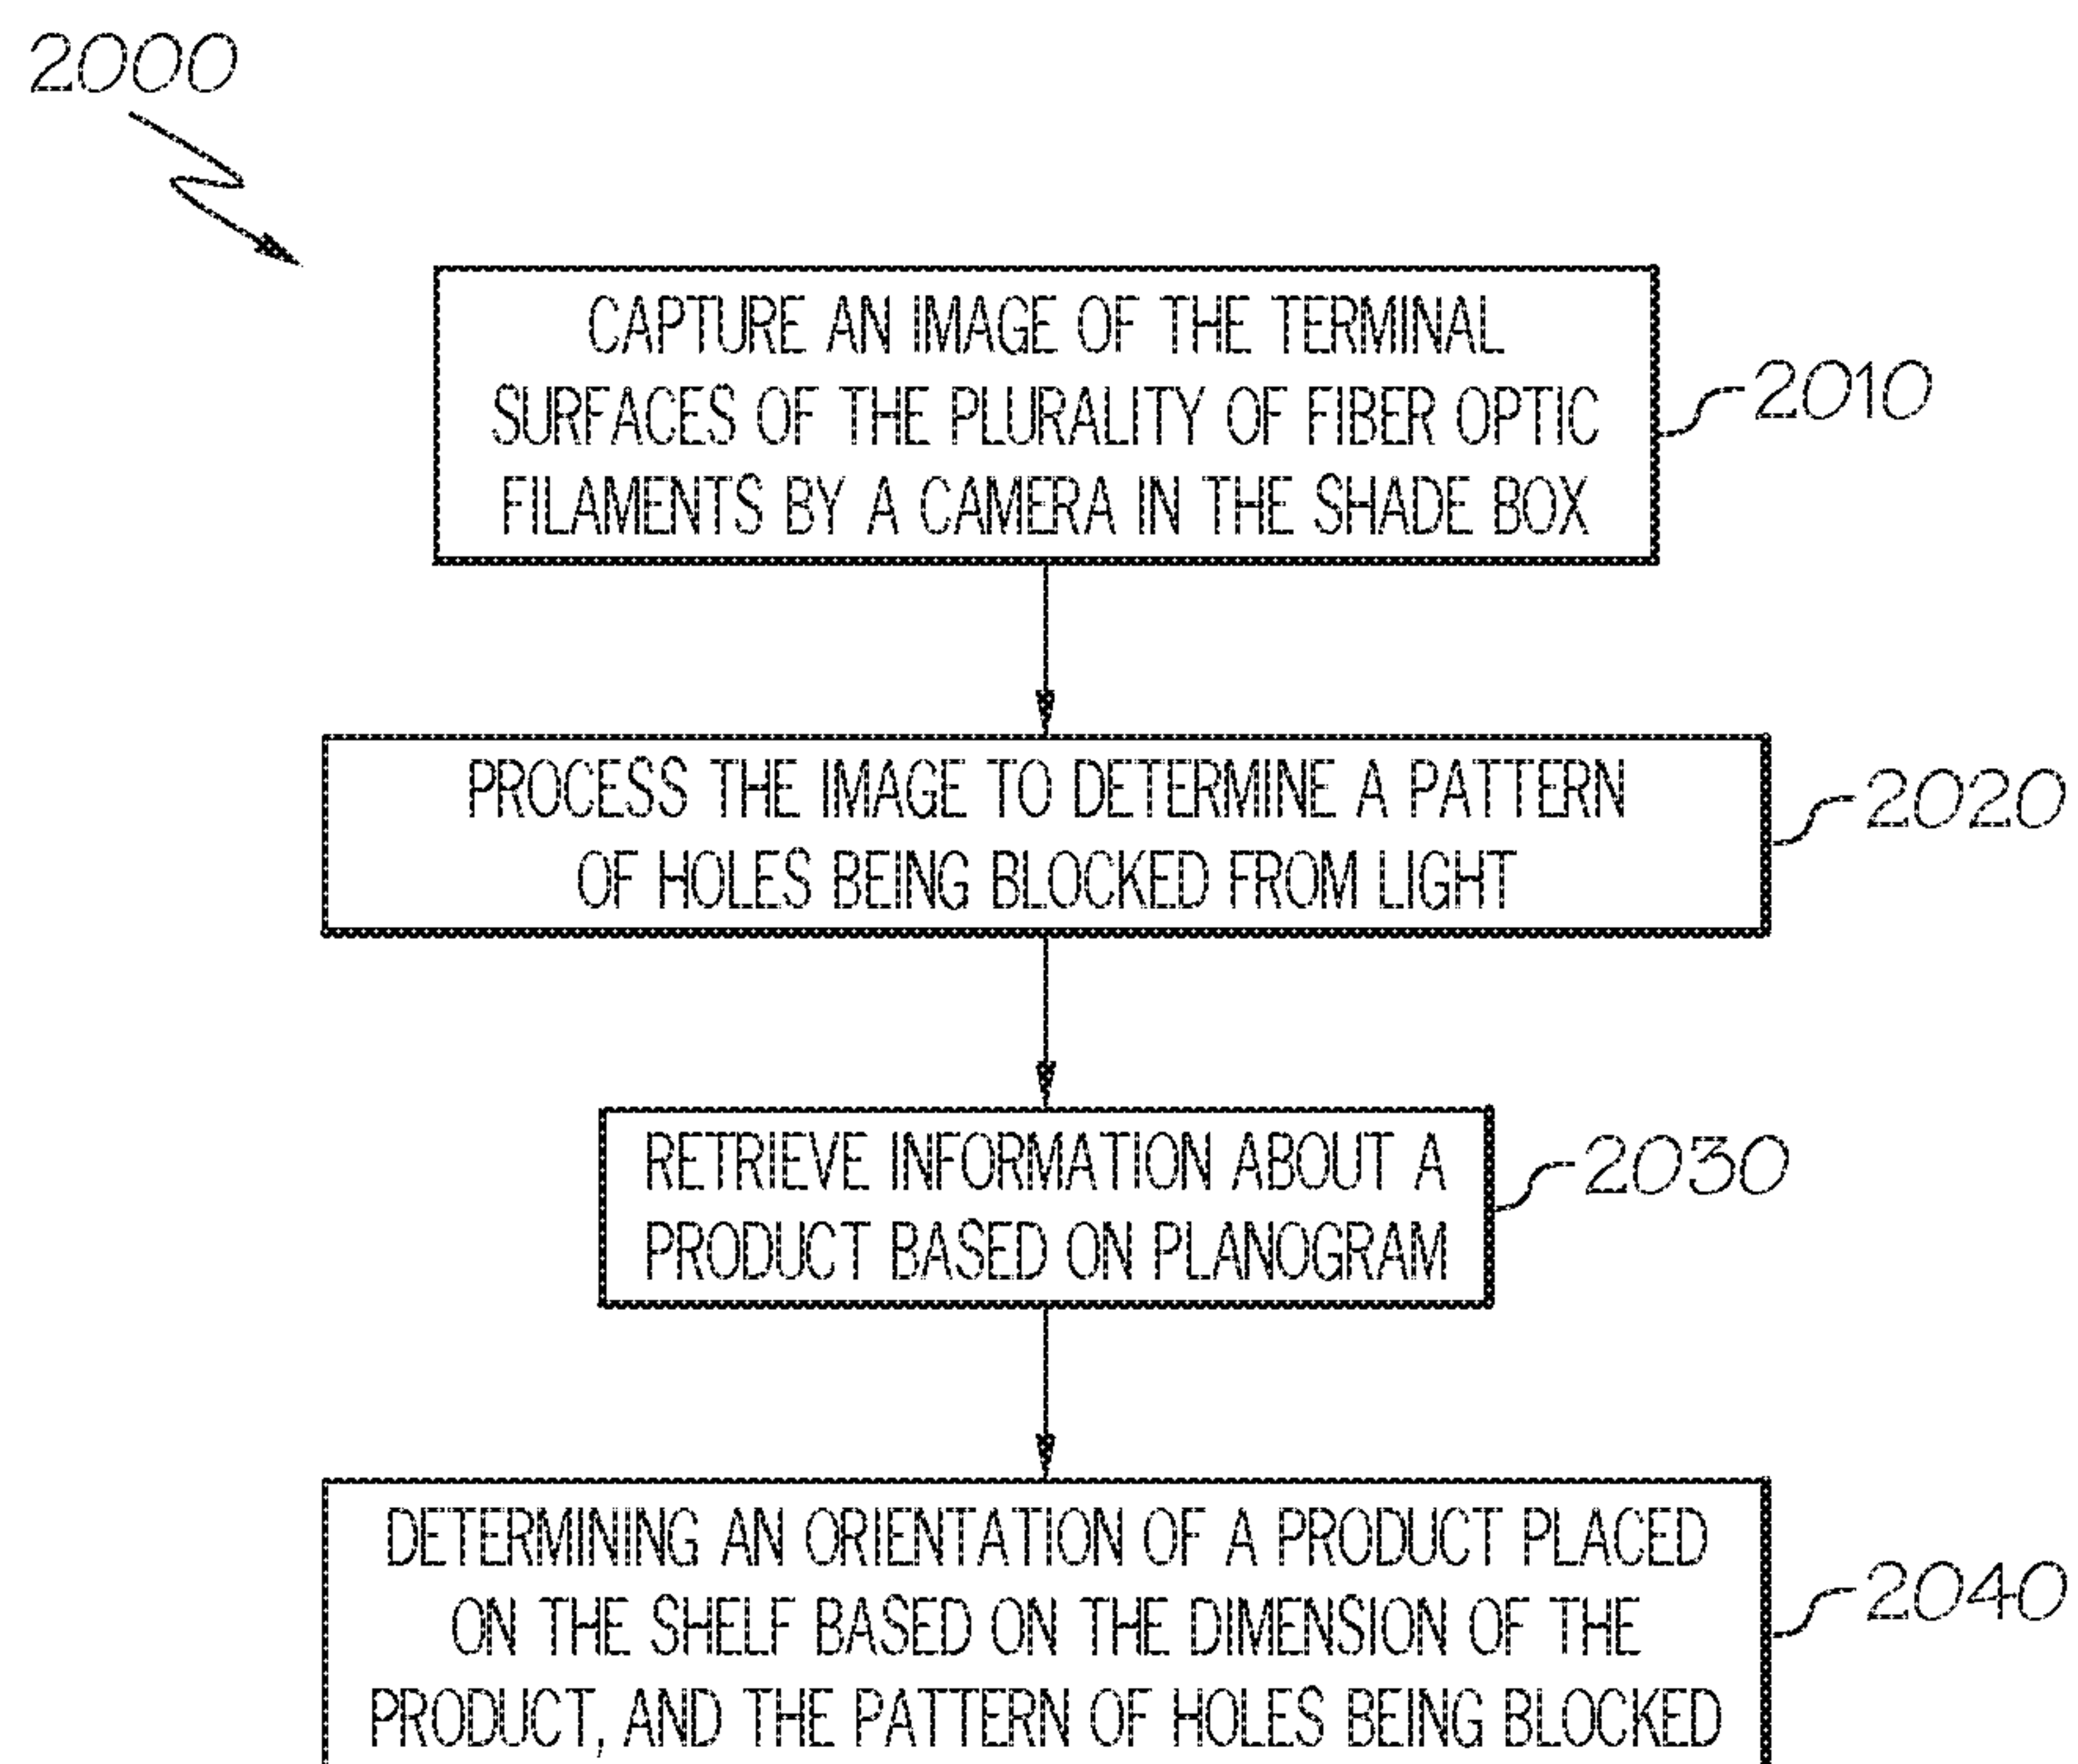 2000
CAPTURE AN IMAGE OF THE TERMINAL
SURFACES OF THE PLURALITY OF FIBER OPTIC
FILAMENTS BY A CAMERA IN THE SHADE BOX
2010
PROCESS THE IMAGE TO DETERMINE A PATTERN
OF HOLES BEING BLOCKED FROM LIGHT
2020
RETRIEVE INFORMATION ABOUT A
PRODUCT BASED ON PLANOGRAM
2030
DETERMINING AN ORIENTATION OF A PRODUCT PLACED
ON THE SHELF BASED ON THE DIMENSION OF THE
PRODUCT, AND THE PATTERN OF HOLES BEING BLOCKED
2040